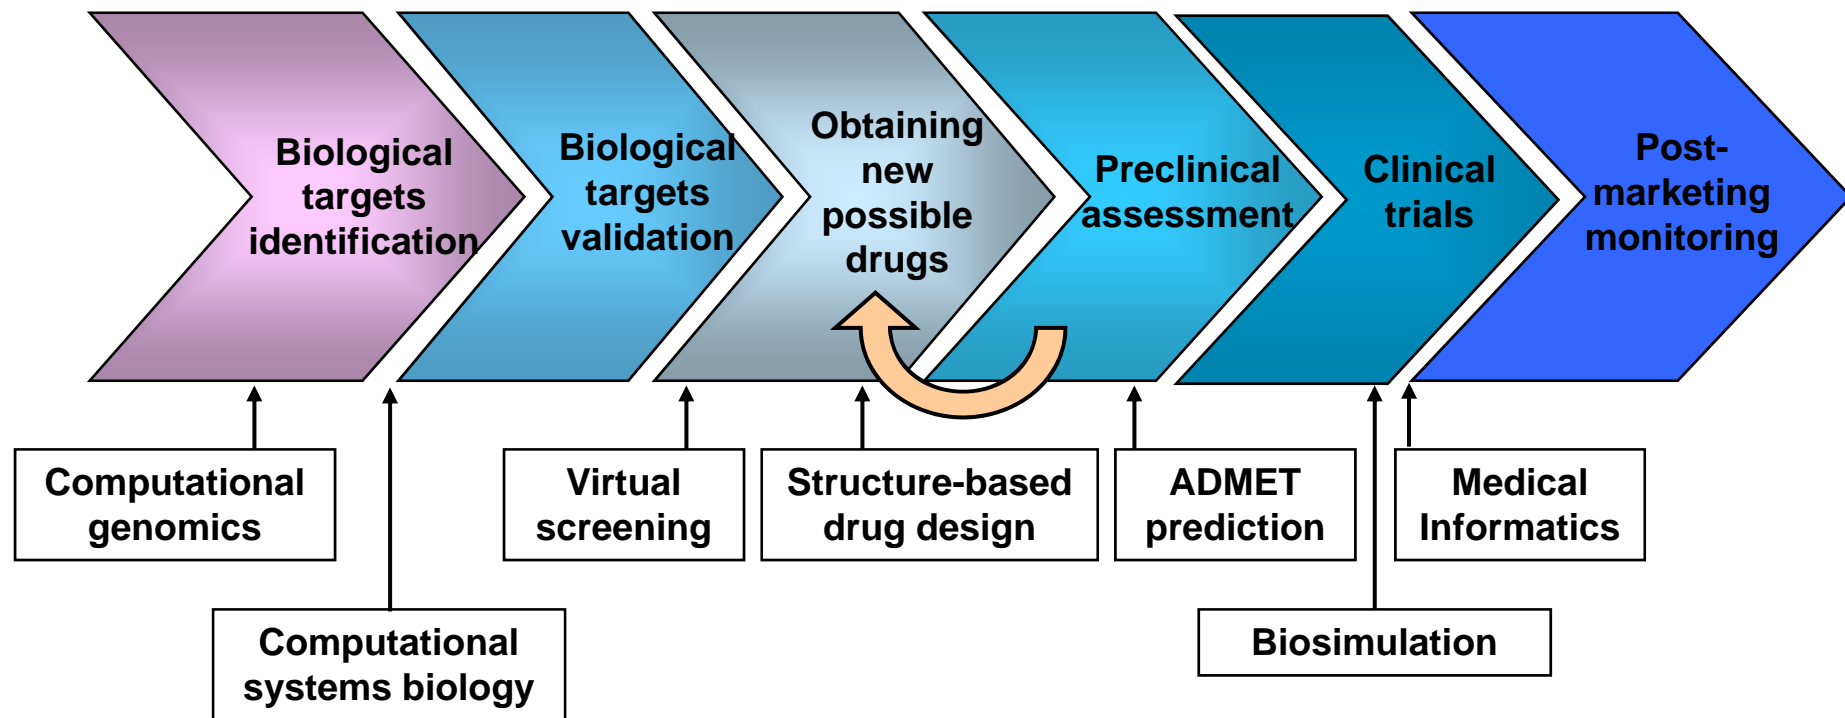 Biological
targets
identification
Biological
targets
validation
Obtaining
new
possible
drugs
Preclinical
assessment
Clinical
trials
Post-
marketing
monitoring
Computational
genomics
Virtual
screening
Structure-based
drug design
ADMET
prediction
Medical
Informatics
Computational
systems biology
Biosimulation